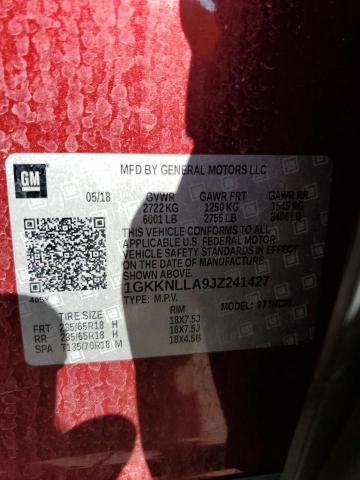 GM
MFD BY GENERAL MOTORS LLC
05/18 GVWR GAWR FRT GAWR RR
2722 KG 1250 KG 1545 KG
6001 LB 2755 LB 3406 LB
THIS VEHICLE CONFORMS TO ALL
APPLICABLE U.S. FEDERAL MOTOR
VEHICLE SAFETY AND
STANDARDS IN EFFECT ON THE DATE OF
MANUFACTURE SHOWN ABOVE.
1GKKNLLA9JZ241427
4053 TYPE: M.P.V. MODEL:
TIRE SIZE RIM
FRT 235/65R18 H 18X7.5J
RR 235/65R18 H 18X7.5J
SPA T135/70R18 M 18X4.5B